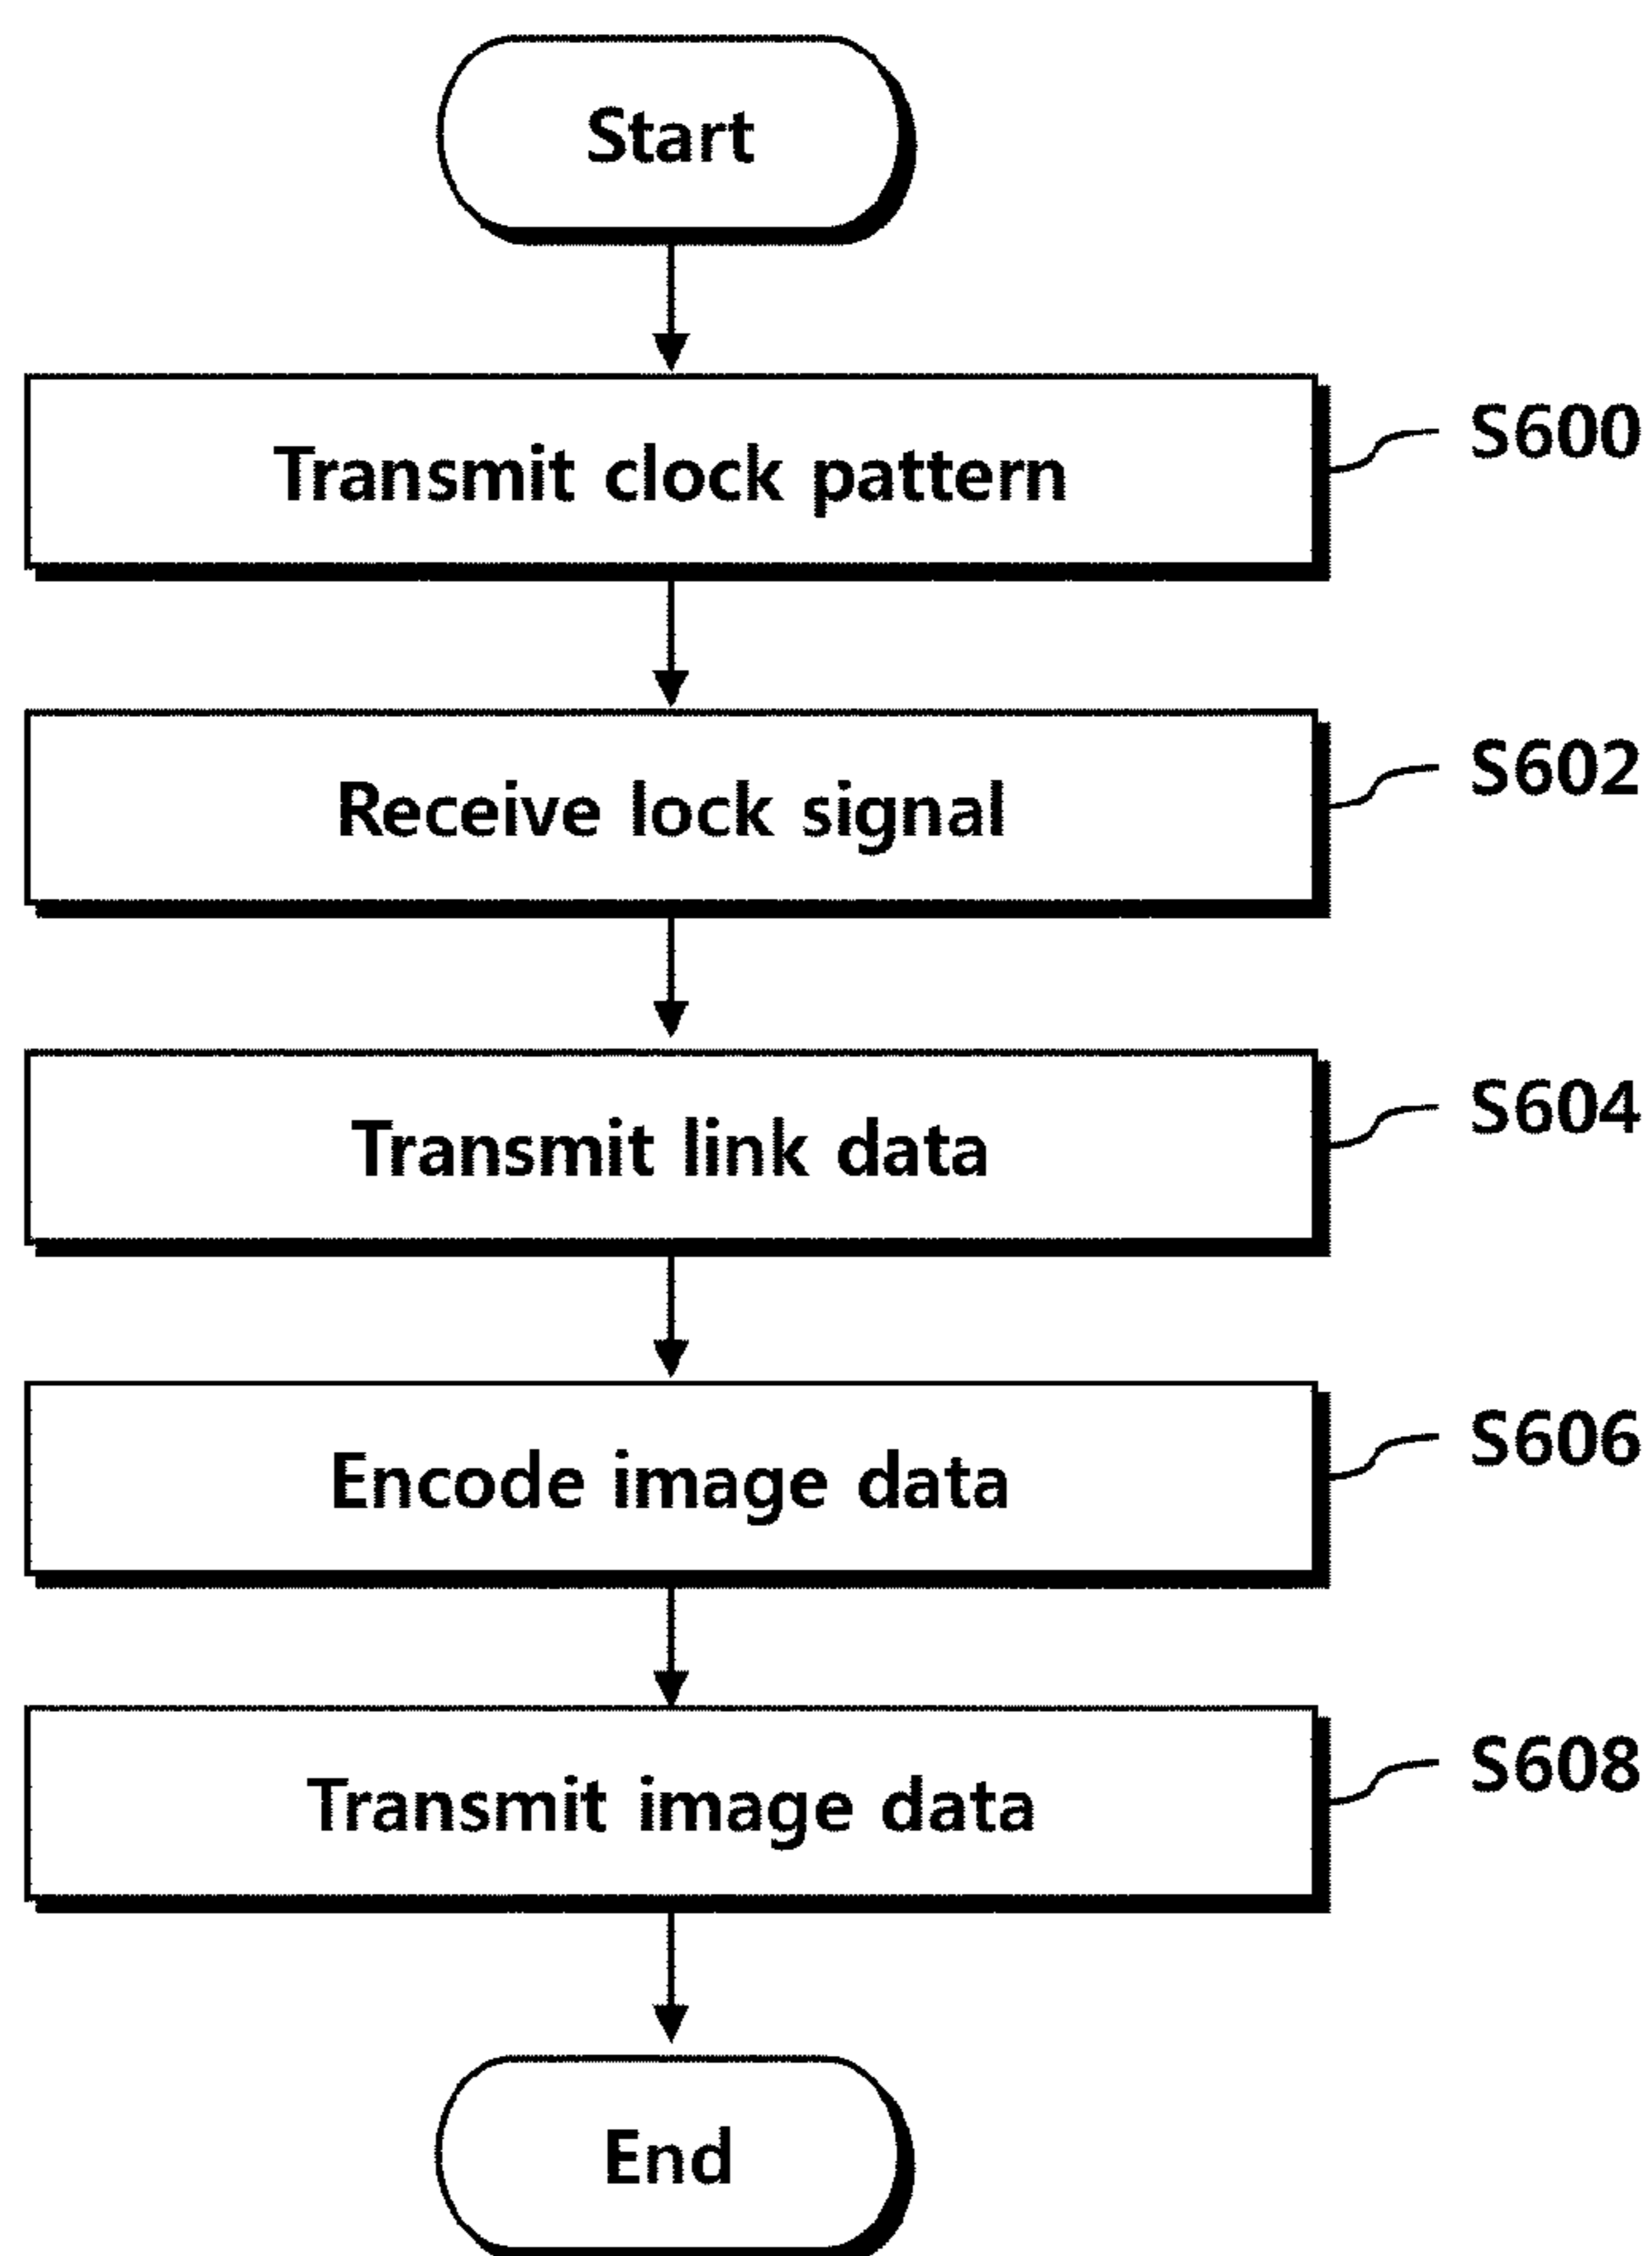 Start
Transmit clock pattern
S600
Receive lock signal
S602
Transmit link data
S604
Encode image data
S606
Transmit image data
S608
End